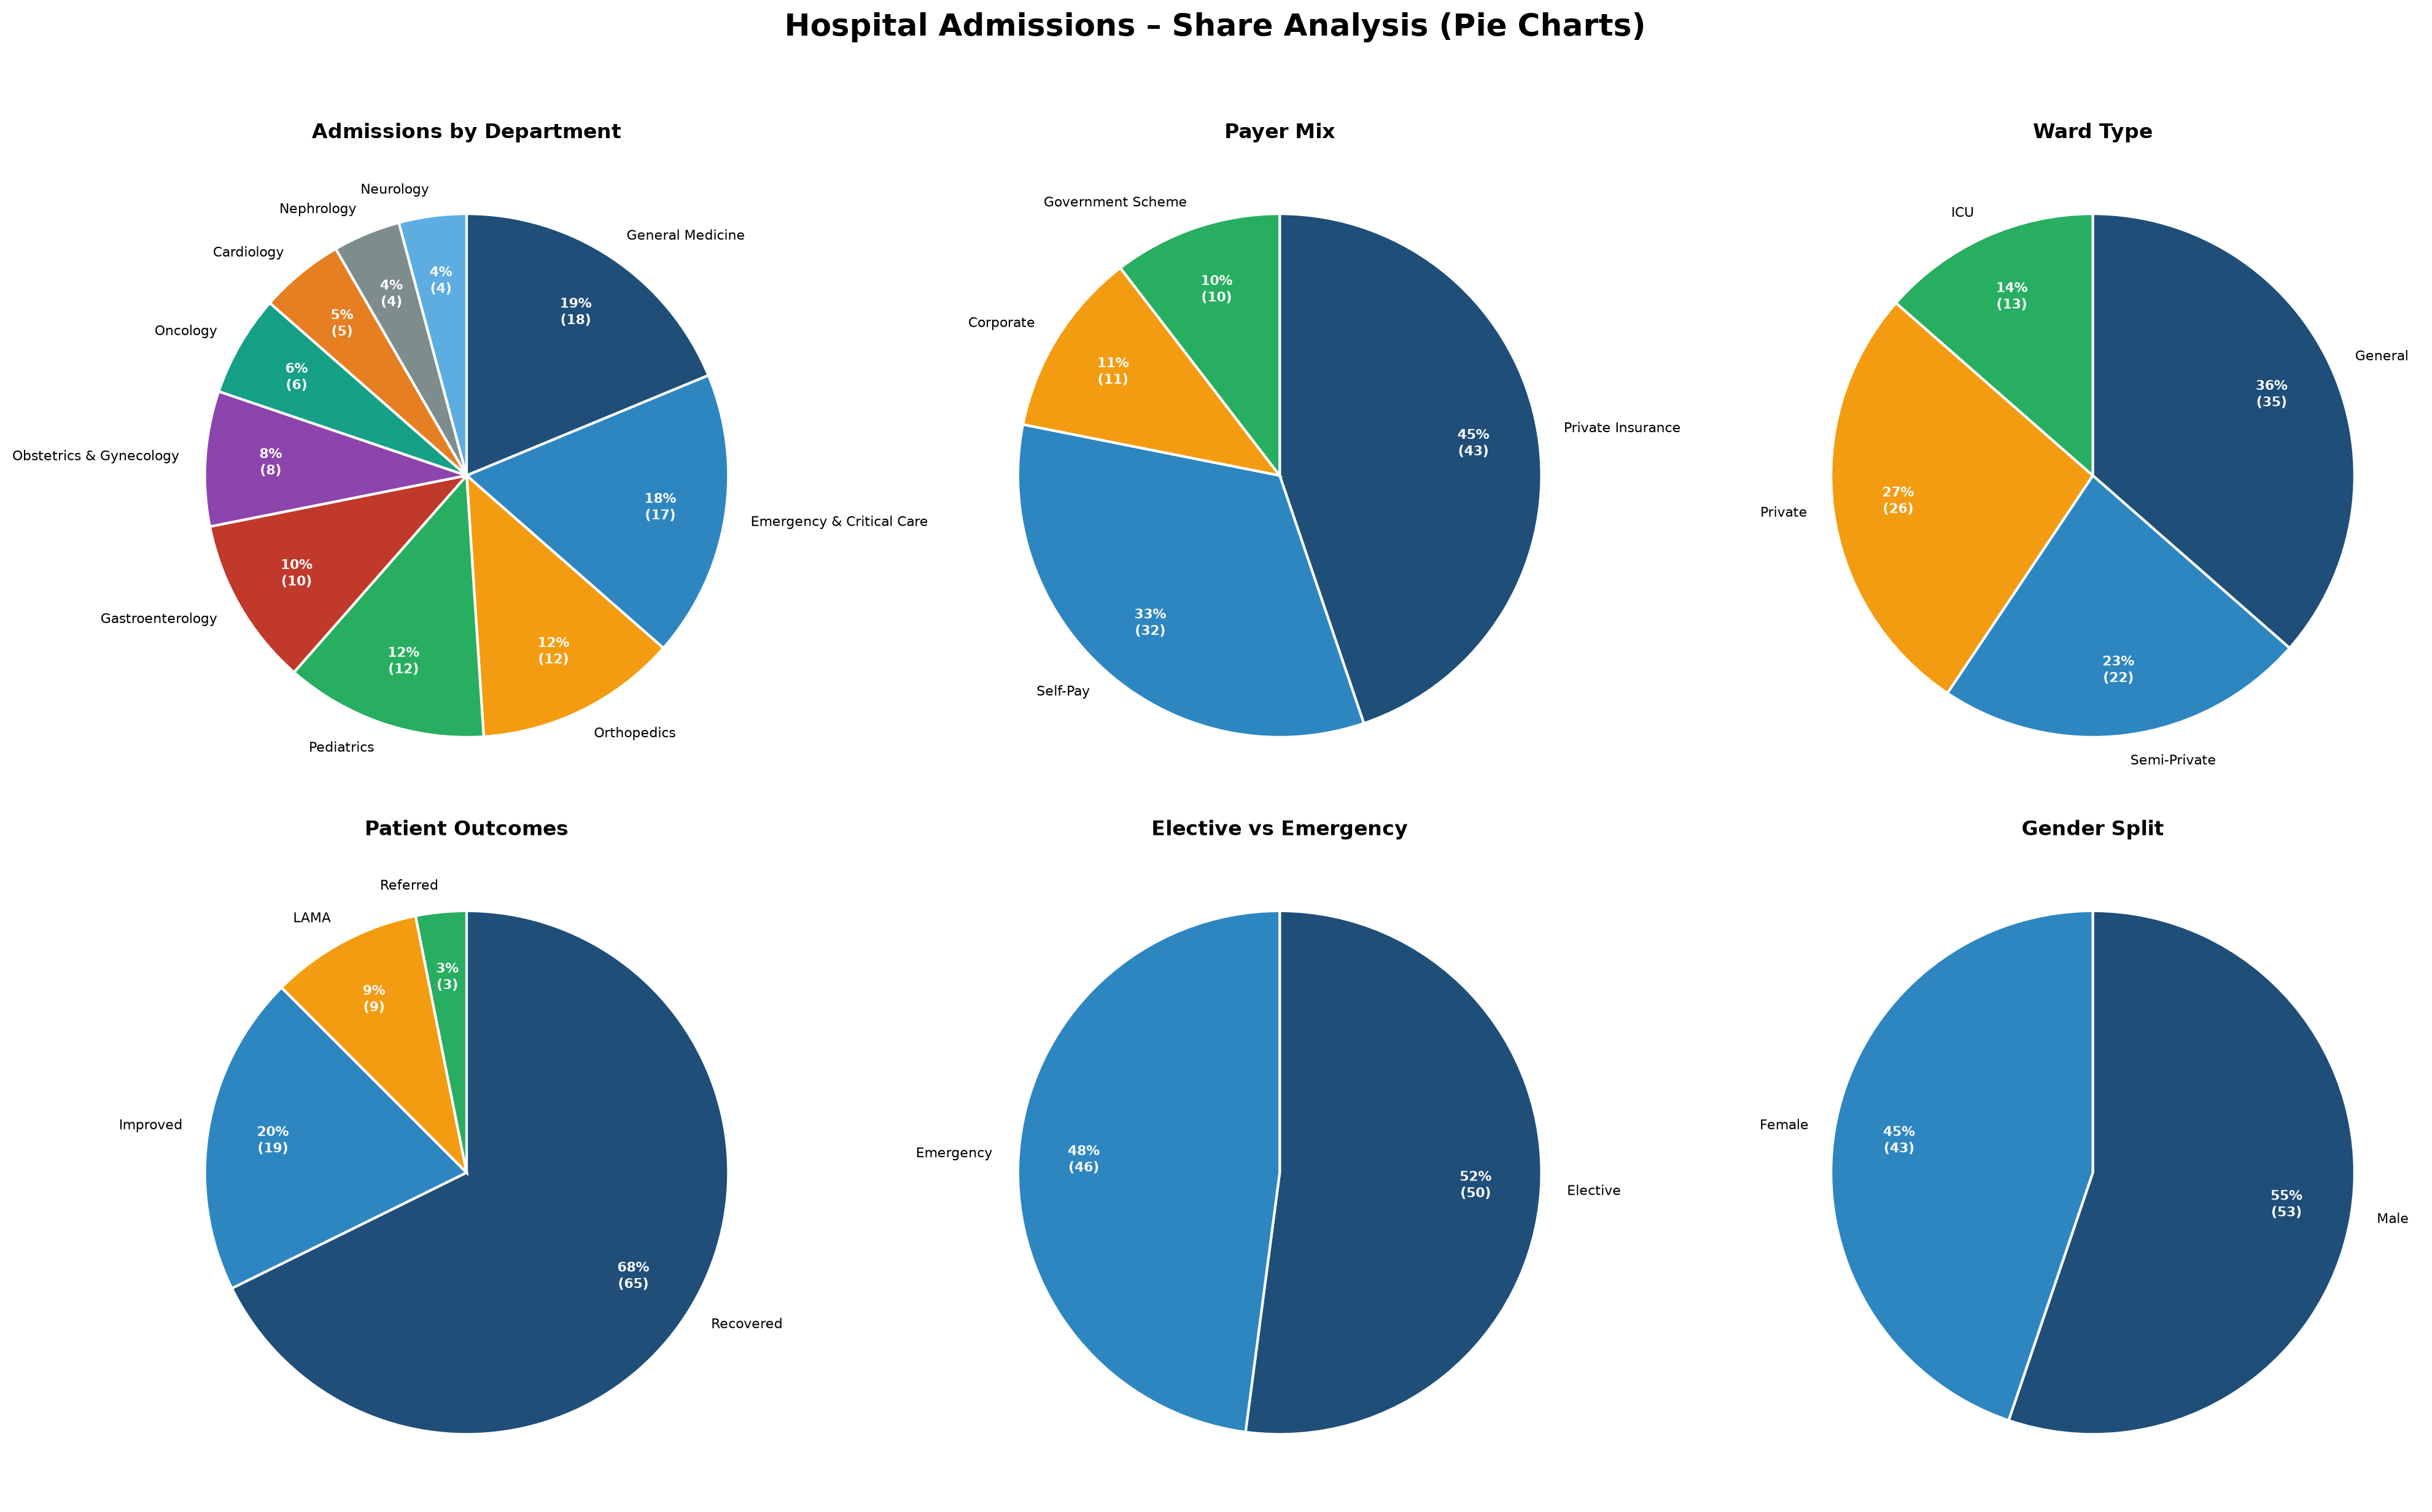 Hospital Admissions – Share Analysis (Pie Charts)
Admissions by Department
Neurology
Nephrology
General Medicine
Cardiology
Oncology
Obstetrics & Gynecology
Emergency & Critical Care
Gastroenterology
Orthopedics
Pediatrics
4%
(4)
4%
(4)
19%
(18)
5%
(5)
6%
(6)
8%
(8)
18%
(17)
10%
(10)
12%
(12)
12%
(12)
Payer Mix
Government Scheme
Corporate
Private Insurance
Self-Pay
10%
(10)
11%
(11)
45%
(43)
33%
(32)
Ward Type
ICU
General
Private
Semi-Private
14%
(13)
36%
(35)
27%
(26)
23%
(22)
Patient Outcomes
Referred
LAMA
Improved
Recovered
3%
(3)
9%
(9)
20%
(19)
68%
(65)
Elective vs Emergency
Emergency
Elective
48%
(46)
52%
(50)
Gender Split
Female
Male
45%
(43)
55%
(53)